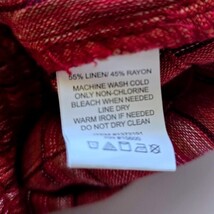 55% LINEN/ 45% RAYON
MACHINE WASH COLD
ONLY NON-CHLORINE
BLEACH WHEN NEEDED
LINE DRY
WARM IRON IF NEEDED
DO NOT DRY CLEAN